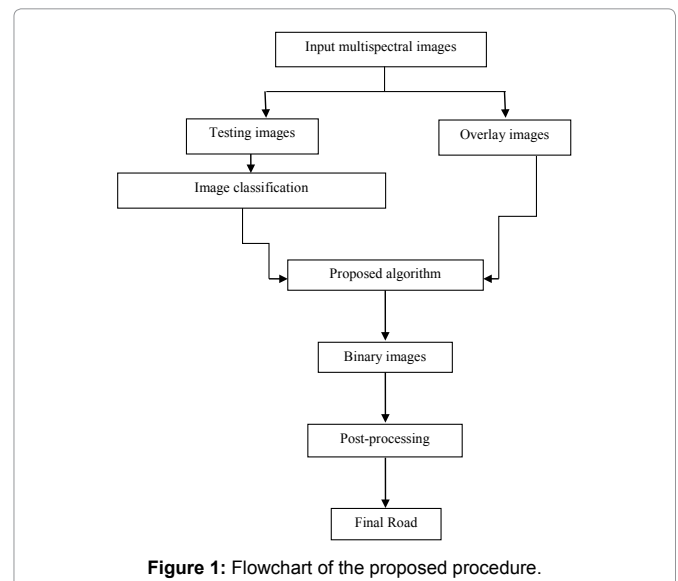 Input multispectral images
Testing images
Overlay images
Image classification
Proposed algorithm
Binary images
Post-processing
Final Road
Figure 1: Flowchart of the proposed procedure.